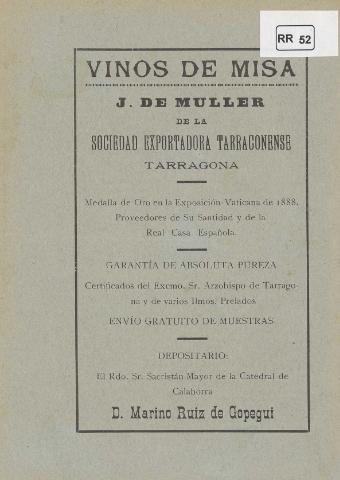 RR 52
VINOS DE MISA
J. DE MULLER
DE LA
SOCIEDAD EXPORTADORA TARRACONENSE
TARRAGONA
Medalla de Oro en la Exposición Vaticana de 1888.
Proveedores de Su Santidad y de la
Real Casa Española.
GARANTÍA DE ABSOLUTA PUREZA
Certificados del Excmo. Sr. Arzobispo de Tarrago-
na y de varios Ilmos. Prelados
ENVÍO GRATUITO DE MUESTRAS
DEPOSITARIO:
El Rdo. Sr. Sacristán Mayor de la Catedral de
Calahorra
D. Marino Ruiz de Gopegui